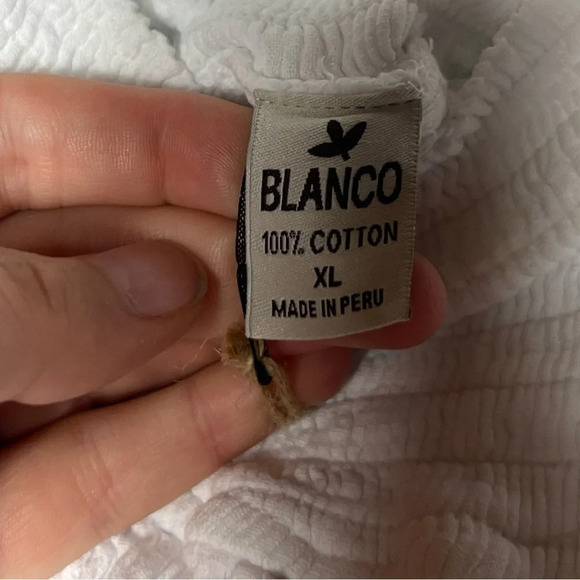 BLANCO
100% COTTON
XL
MADE IN PERU